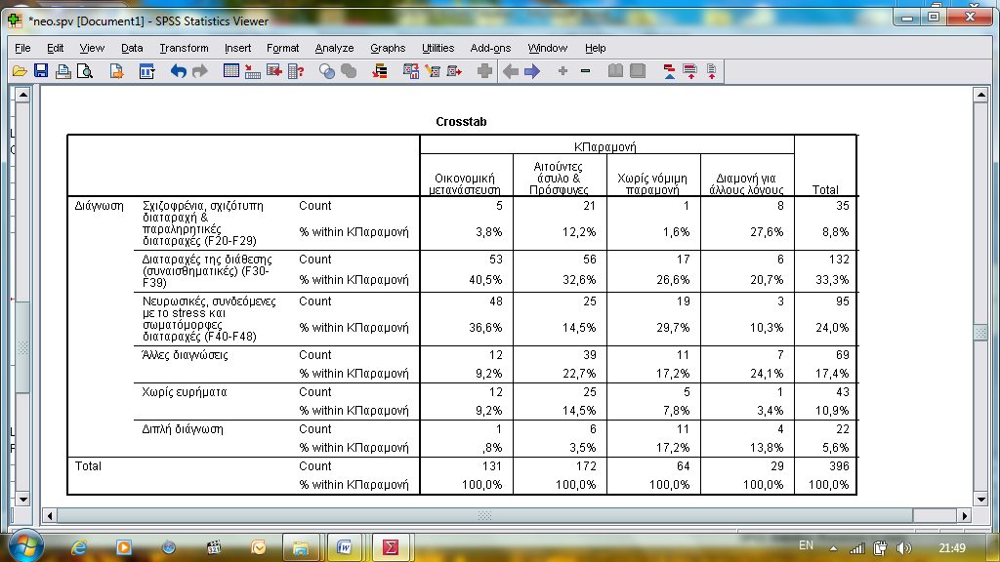 *neo.spv [Document1] - SPSS Statistics Viewer
File Edit View Data Transform Insert Format Analyze Graphs Utilities Add-ons Window Help
Crosstab
ΚΠαραμονή
Οικονομική μετανάστευση Αιτούντες άσυλο & Πρόσφυγες Χωρίς νόμιμη παραμονή Διαμονή για άλλους λόγους Total
Διάγνωση Σχιζοφρένια, σχιζότυπη Count 5 21 1 8 35
διαταραχή &
παραληρητικές % within ΚΠαραμονή 3,8% 12,2% 1,6% 27,6% 8,8%
διαταραχές (F20-F29)
Διαταραχές της διάθεσης Count 53 56 17 6 132
(συναισθηματικές) (F30-
F39) % within ΚΠαραμονή 40,5% 32,6% 26,6% 20,7% 33,3%
Νευρωσικές, συνδεόμενες Count 48 25 19 3 95
με το stress και
σωματόμορφες % within ΚΠαραμονή 36,6% 14,5% 29,7% 10,3% 24,0%
διαταραχές (F40-F48)
Άλλες διαγνώσεις Count 12 39 11 7 69
% within ΚΠαραμονή 9,2% 22,7% 17,2% 24,1% 17,4%
Χωρίς ευρήματα Count 12 25 5 1 43
% within ΚΠαραμονή 9,2% 14,5% 7,8% 3,4% 10,9%
Διπλή διάγνωση Count 1 6 11 4 22
% within ΚΠαραμονή ,8% 3,5% 17,2% 13,8% 5,6%
Total Count 131 172 64 29 396
% within ΚΠαραμονή 100,0% 100,0% 100,0% 100,0% 100,0%
EN 21:49